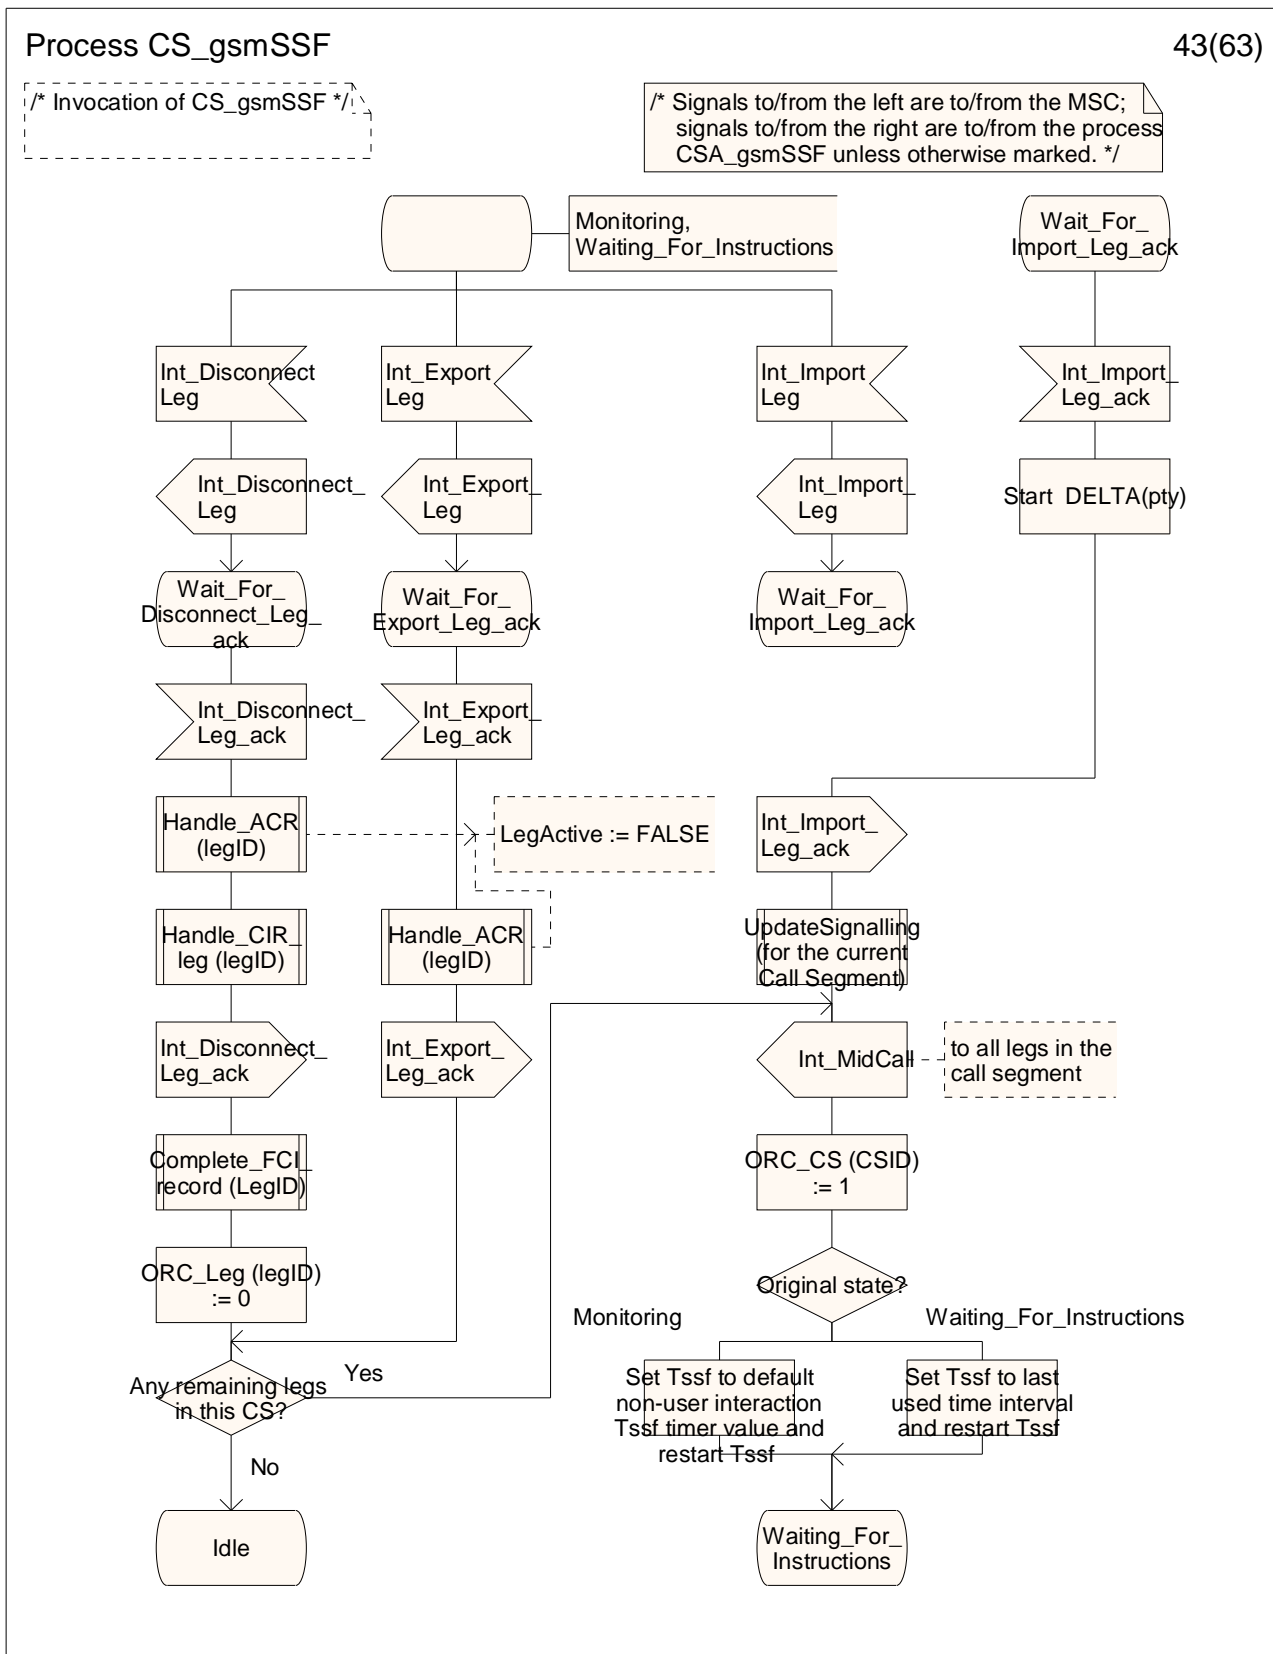 Process CS_gsmSSF
43(63)
/* Invocation of CS_gsmSSF */
/* Signals to/from the left are to/from the MSC;
signals to/from the right are to/from the process
CSA_gsmSSF unless otherwise marked. */
Monitoring,
Waiting_For_Instructions
Wait_For_
Import_Leg_ack
Int_Disconnect
Leg
Int_Export
Leg
Int_Import
Leg
Int_Import_
Leg_ack
Int_Disconnect_
Leg
Int_Export_
Leg
Int_Import_
Leg
Start DELTA(pty)
Wait_For_
Disconnect_Leg_
ack
Wait_For_
Export_Leg_ack
Wait_For_
Import_Leg_ack
Int_Disconnect_
Leg_ack
Int_Export_
Leg_ack
Handle_ACR
(legID)
LegActive := FALSE
Int_Import_
Leg_ack
Handle_CIR_
leg (legID)
Handle_ACR
(legID)
UpdateSignalling
(for the current
Call Segment)
Int_Disconnect_
Leg_ack
Int_Export_
Leg_ack
Int_MidCall
to all legs in the
call segment
Complete_FCI_
record (LegID)
ORC_CS (CSID)
:= 1
ORC_Leg (legID)
:= 0
Original state?
Monitoring
Waiting_For_Instructions
Any remaining legs
in this CS?
Yes
Set Tssf to default
non-user interaction
Tssf timer value and
restart Tssf
Set Tssf to last
used time interval
and restart Tssf
No
Idle
Waiting_For_
Instructions